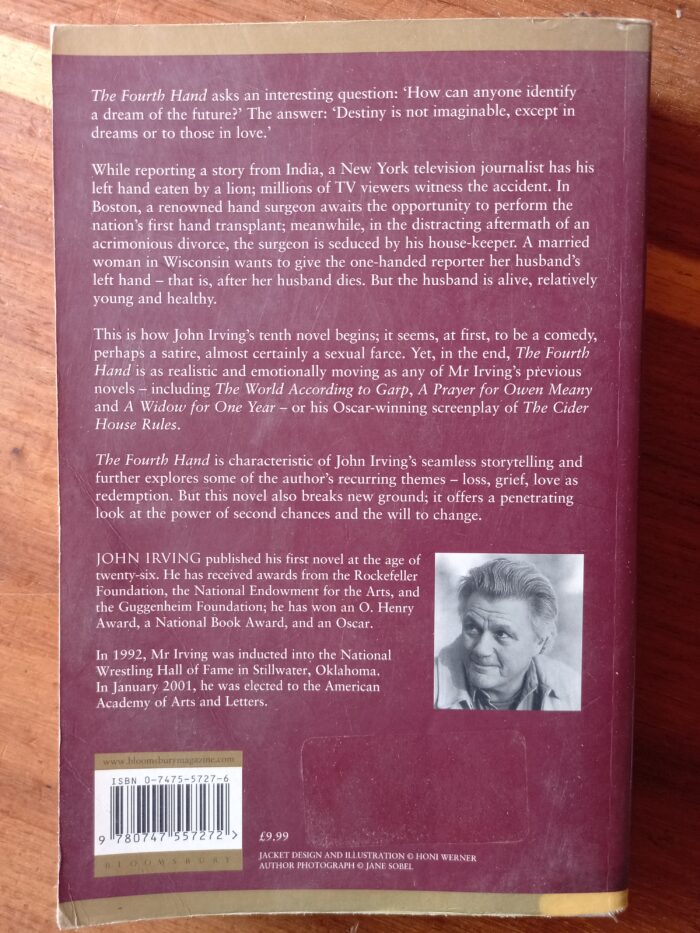 The Fourth Hand asks an interesting question: ‘How can anyone identify
a dream of the future?’ The answer: ‘Destiny is not imaginable, except in
dreams or to those in love.’
While reporting a story from India, a New York television journalist has his
left hand eaten by a lion; millions of TV viewers witness the accident. In
Boston, a renowned hand surgeon awaits the opportunity to perform the
nation’s first hand transplant; meanwhile, in the distracting aftermath of an
acrimonious divorce, the surgeon is seduced by his house-keeper. A married
woman in Wisconsin wants to give the one-handed reporter her husband’s
left hand – that is, after her husband dies. But the husband is alive, relatively
young and healthy.
This is how John Irving’s tenth novel begins; it seems, at first, to be a comedy,
perhaps a satire, almost certainly a sexual farce. Yet, in the end, The Fourth
Hand is as realistic and emotionally moving as any of Mr Irving’s previous
novels – including The World According to Garp, A Prayer for Owen Meany
and A Widow for One Year – or his Oscar-winning screenplay of The Cider
House Rules.
The Fourth Hand is characteristic of John Irving’s seamless storytelling and
further explores some of the author’s recurring themes – loss, grief, love as
redemption. But this novel also breaks new ground; it offers a penetrating
look at the power of second chances and the will to change.
JOHN IRVING published his first novel at the age of
twenty-six. He has received awards from the Rockefeller
Foundation, the National Endowment for the Arts, and
the Guggenheim Foundation; he has won an O. Henry
Award, a National Book Award, and an Oscar.
In 1992, Mr Irving was inducted into the National
Wrestling Hall of Fame in Stillwater, Oklahoma.
In January 2001, he was elected to the American
Academy of Arts and Letters.
www.bloomsburymagazine.com
ISBN 0-7475-5727-6
9 780747 557272 >
BLOOMSBURY
£9.99
JACKET DESIGN AND ILLUSTRATION © HONI WERNER
AUTHOR PHOTOGRAPH © JANE SOBEL